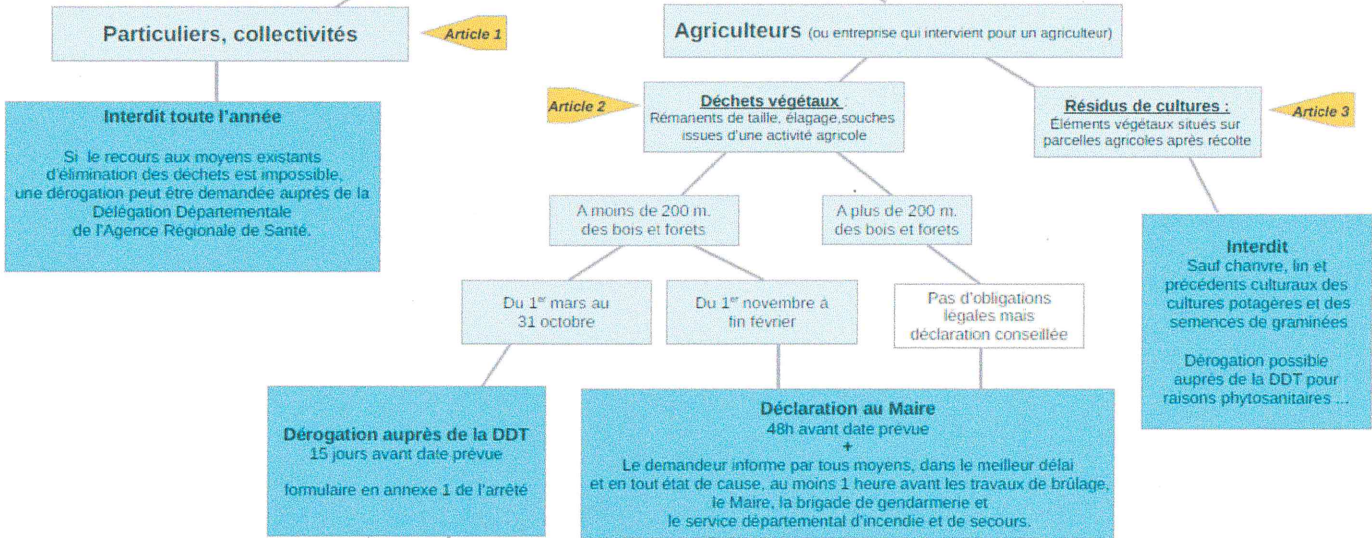 Particuliers, collectivités
Article 1
Interdit toute l'année
Si le recours aux moyens existants
d'élimination des déchets est impossible,
une dérogation peut être demandée auprès de la
Délégation Départementale
de l'Agence Régionale de Santé.
Agriculteurs (ou entreprise qui intervient pour un agriculteur)
Article 2
Déchets végétaux
Rémanents de taille, élagage,souches
issues d'une activité agricole
Résidus de cultures :
Éléments végétaux situés sur
parcelles agricoles après récolte
Article 3
A moins de 200 m.
des bois et forets
A plus de 200 m.
des bois et forets
Du 1er mars au
31 octobre
Du 1er novembre à
fin février
Pas d'obligations
légales mais
déclaration conseillée
Interdit
Sauf chanvre, lin et
précédents culturaux des
cultures potagères et des
semences de graminées
Dérogation possible
auprès de la DDT pour
raisons phytosanitaires ...
Dérogation auprès de la DDT
15 jours avant date prévue
formulaire en annexe 1 de l'arrêté
Déclaration au Maire
48h avant date prévue
+
Le demandeur informe par tous moyens, dans le meilleur délai
et en tout état de cause, au moins 1 heure avant les travaux de brûlage,
le Maire, la brigade de gendarmerie et
le service départemental d'incendie et de secours.